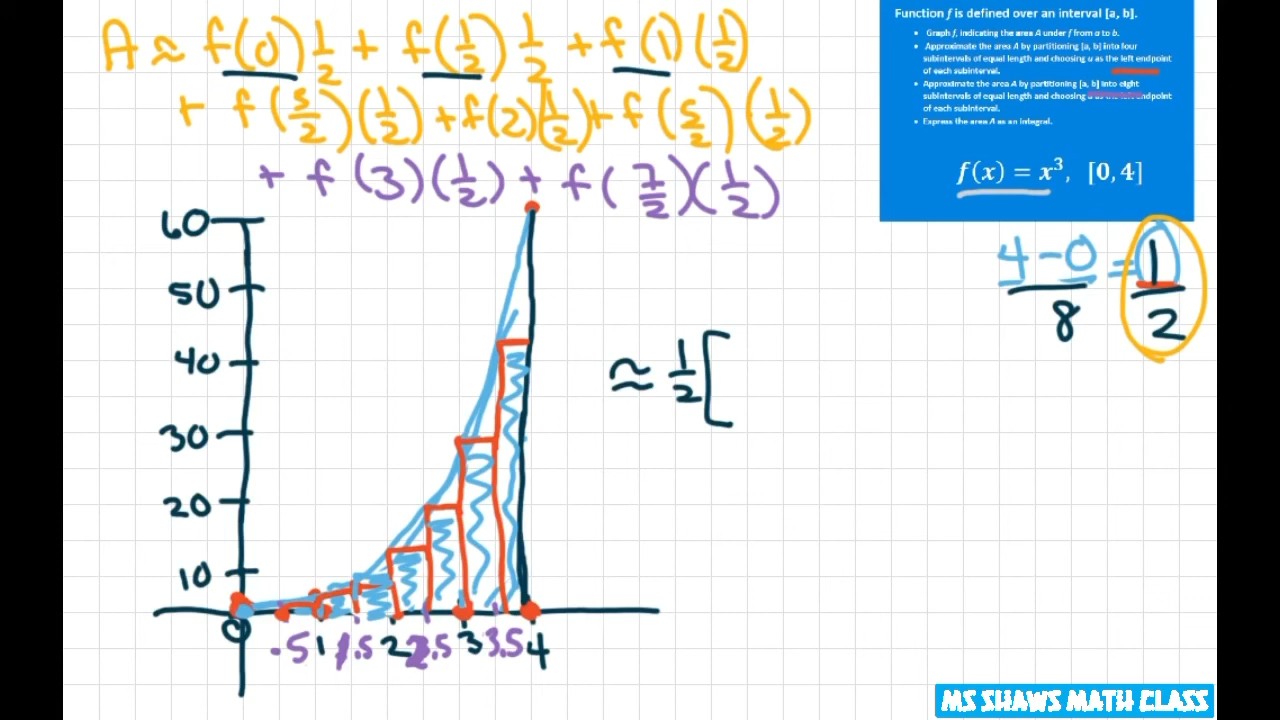 A ≈ f(0)1/2 + f(1/2)1/2 + f(1)(1/2)
+ f(3/2)(1/2) + f(2)(1/2) + f(5/2)(1/2)
+ f(3)(1/2) + f(7/2)(1/2)
Function f is defined over an interval [a, b].
• Graph f, indicating the area A under f from a to b.
• Approximate the area A by partitioning [a, b] into four
subintervals of equal length and choosing u as the left endpoint
of each subinterval.
• Approximate the area A by partitioning [a, b] into eight
subintervals of equal length and choosing u as the left endpoint
of each subinterval.
• Express the area A as an integral.
f(x) = x³, [0, 4]
4-0/8 = 1/2
60
50
40
30
20
10
≈ 1/2[
0 .5 1 1.5 2 2.5 3 3.5 4
MS SHAWS MATH CLASS